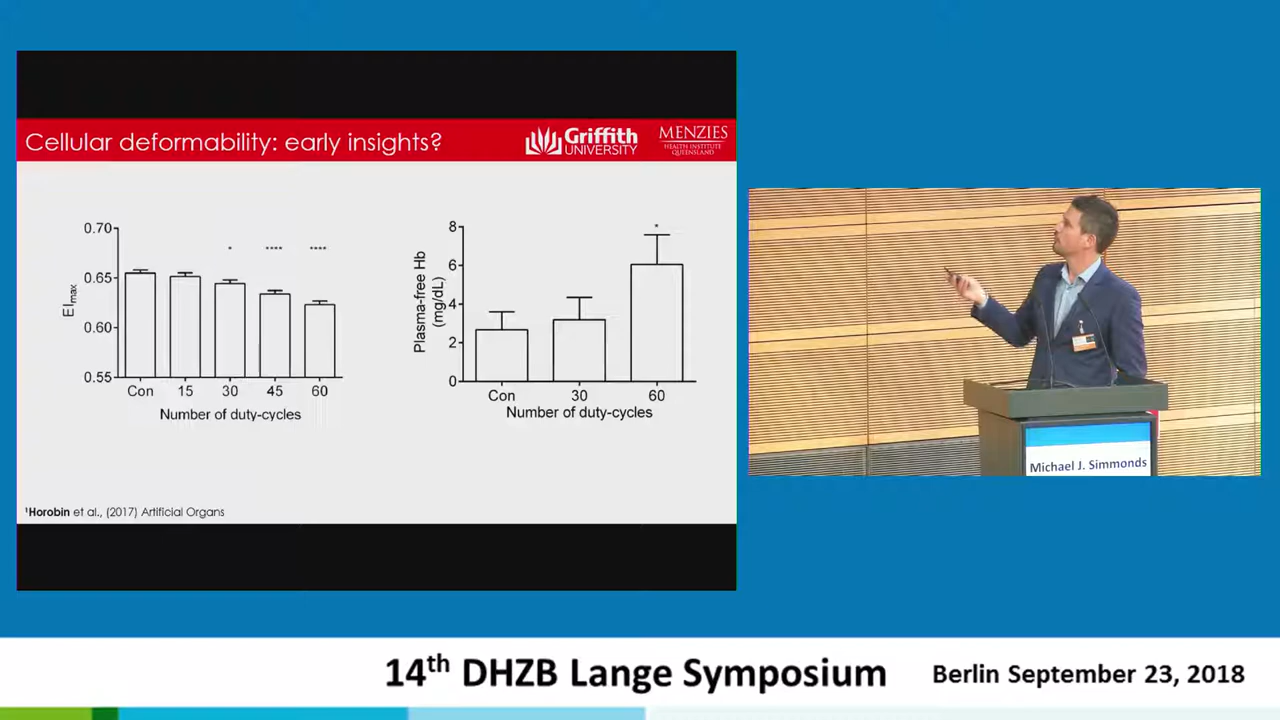 Cellular deformability: early insights?
Griffith
UNIVERSITY
MENZIES
HEALTH INSTITUTE
QUEENSLAND
0.70
0.65
0.60
0.55
EImax
* **** ****
Con 15 30 45 60
Number of duty-cycles
8
6
4
2
0
Plasma-free Hb
(mg/dL)
*
Con 30 60
Number of duty-cycles
¹Horobin et al., (2017) Artificial Organs
Michael J. Simmonds
14th DHZB Lange Symposium
Berlin September 23, 2018